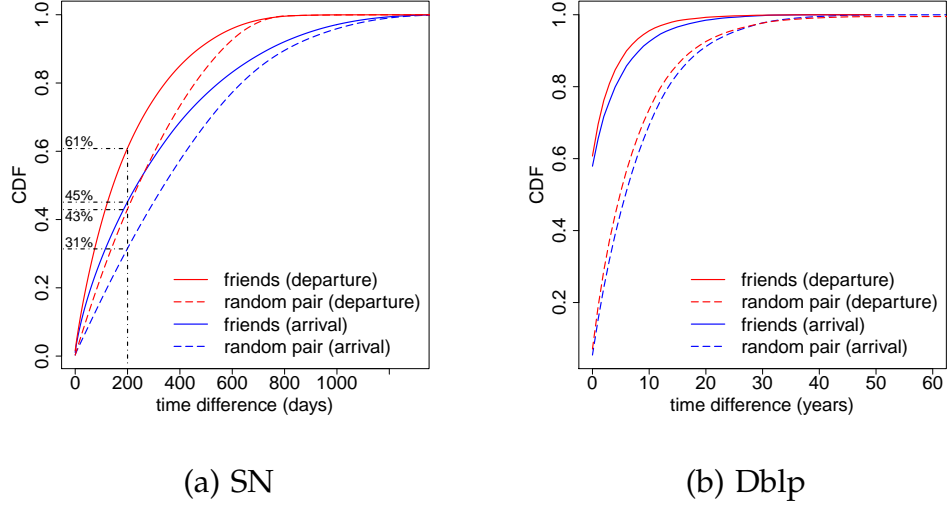 1.0
0.8
0.6
0.4
0.2
0.0
CDF
61%
45%
43%
31%
friends (departure)
random pair (departure)
friends (arrival)
random pair (arrival)
0 200 400 600 800 1000
time difference (days)
(a) SN
1.0
0.8
0.6
0.4
0.2
CDF
friends (departure)
random pair (departure)
friends (arrival)
random pair (arrival)
0 10 20 30 40 50 60
time difference (years)
(b) Dblp